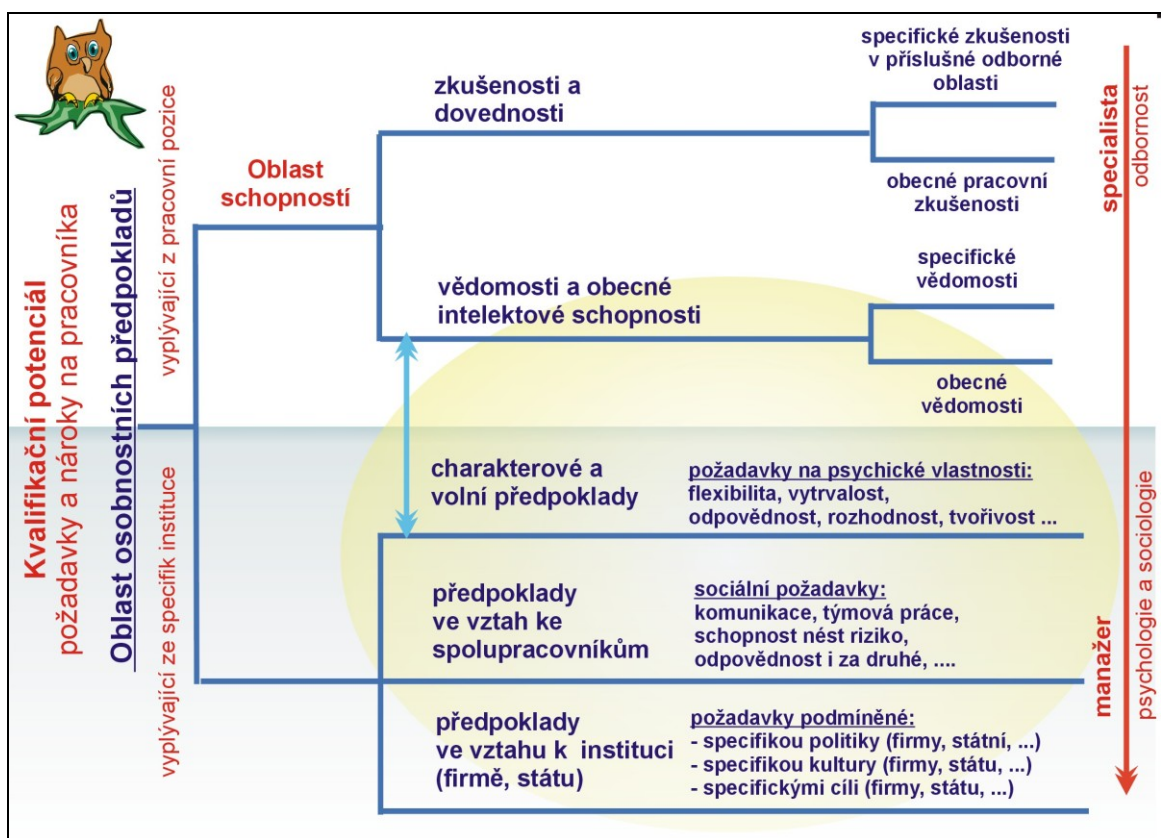 Kvalifikační potenciál
požadavky a nároky na pracovníka
Oblast osobnostních předpokladů
vyplývající z pracovní pozice
vyplývající ze specifik instituce
Oblast
schopností
zkušenosti a
dovednosti
specifické zkušenosti
v příslušné odborné
oblasti
obecné pracovní
zkušenosti
vědomosti a obecné
intelektové schopnosti
specifické
vědomosti
obecné
vědomosti
charakterové a
volní předpoklady
požadavky na psychické vlastnosti:
flexibilita, vytrvalost,
odpovědnost, rozhodnost, tvořivost ...
předpoklady
ve vztah ke
spolupracovníkům
sociální požadavky:
komunikace, týmová práce,
schopnost nést riziko,
odpovědnost i za druhé, ....
předpoklady
ve vztahu k instituci
(firmě, státu)
požadavky podmíněné:
- specifikou politiky (firmy, státní, ...)
- specifikou kultury (firmy, státu, ...)
- specifickými cíli (firmy, státu, ...)
specialista
odbornost
manažer
psychologie a sociologie